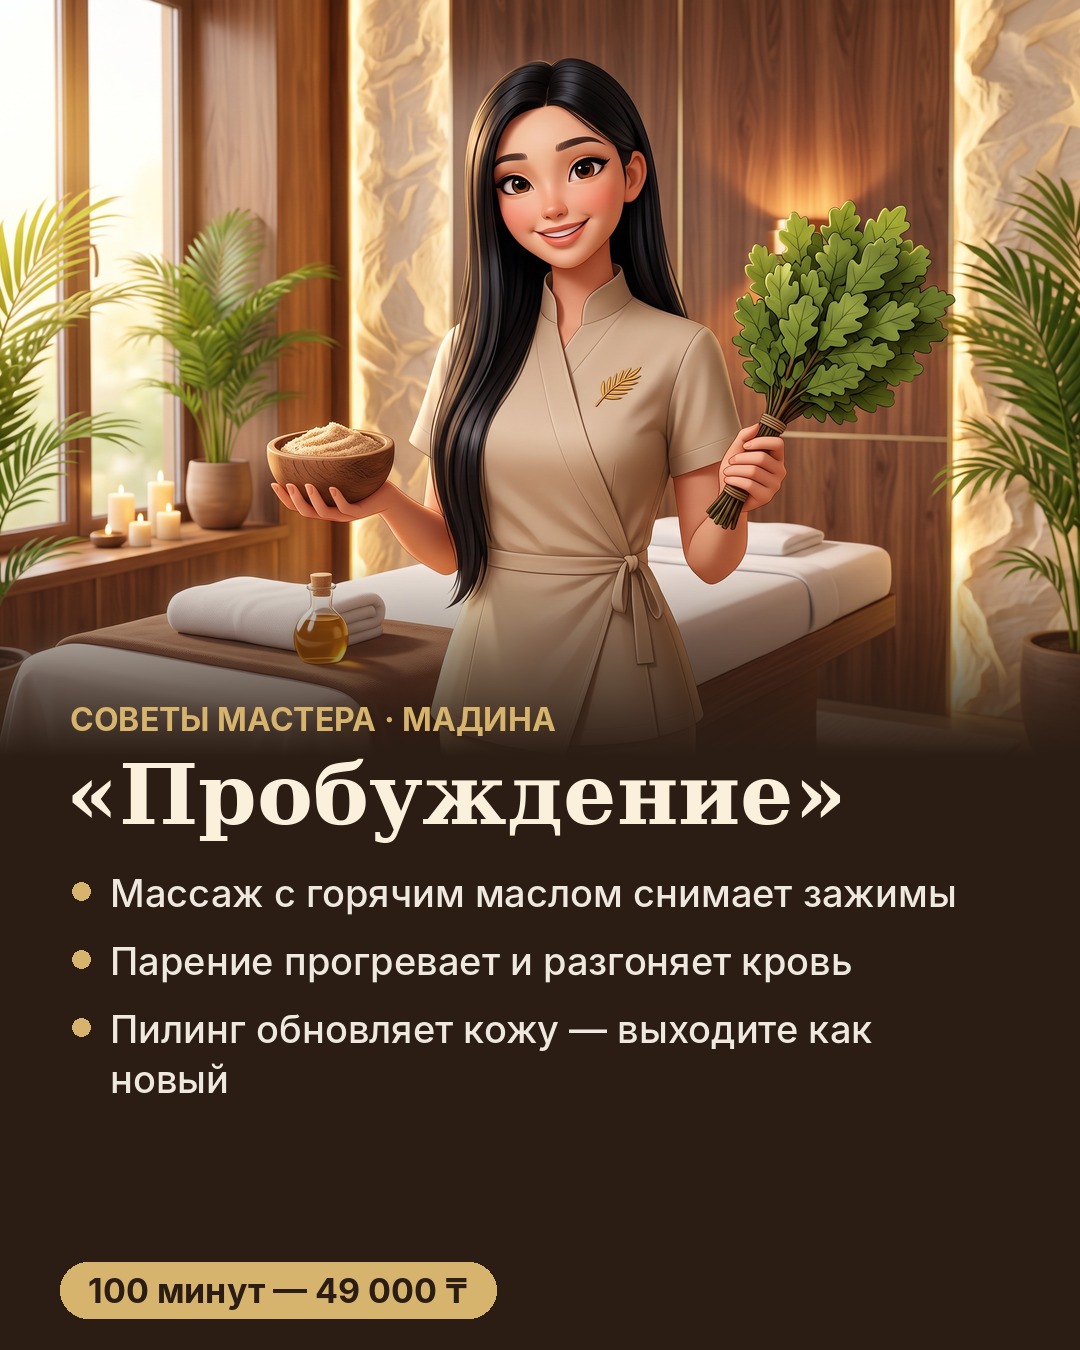 СОВЕТЫ МАСТЕРА · МАДИНА
«Пробуждение»
Массаж с горячим маслом снимает зажимы
Парение прогревает и разгоняет кровь
Пилинг обновляет кожу — выходите как
новый
100 минут — 49 000 ₸